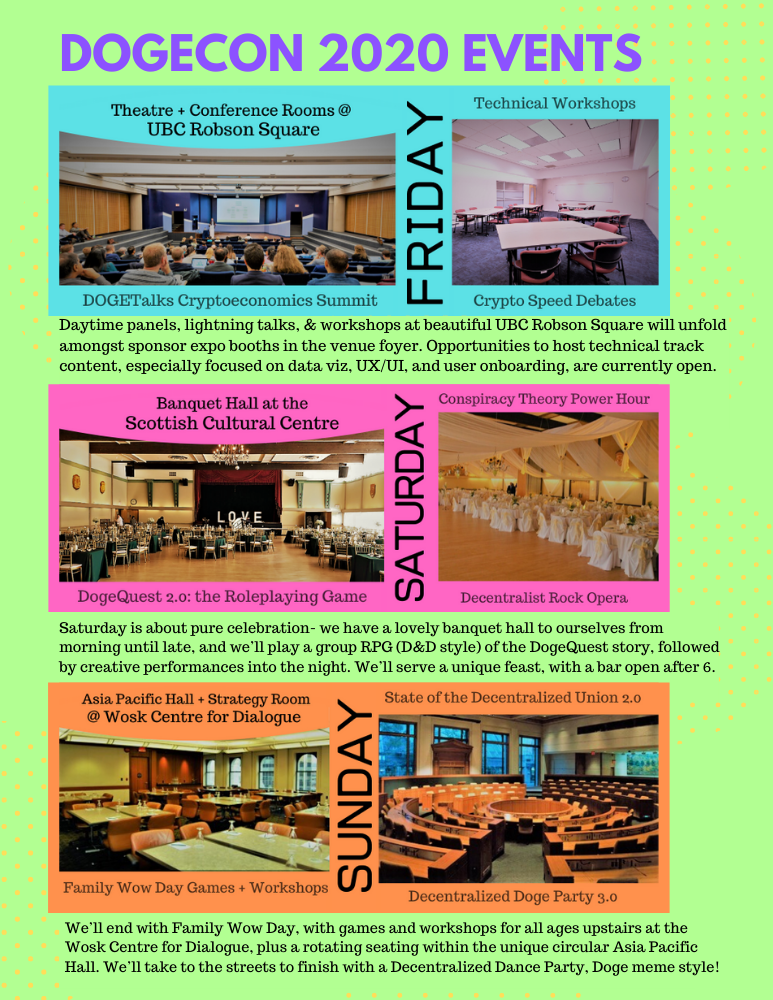 DOGECON 2020 EVENTS
Theatre + Conference Rooms @
UBC Robson Square
DOGETalks Cryptoeconomics Summit
FRIDAY
Technical Workshops
Crypto Speed Debates
Daytime panels, lightning talks, & workshops at beautiful UBC Robson Square will unfold
amongst sponsor expo booths in the venue foyer. Opportunities to host technical track
content, especially focused on data viz, UX/UI, and user onboarding, are currently open.
Banquet Hall at the
Scottish Cultural Centre
LOVE
DogeQuest 2.0: the Roleplaying Game
SATURDAY
Conspiracy Theory Power Hour
Decentralist Rock Opera
Saturday is about pure celebration- we have a lovely banquet hall to ourselves from
morning until late, and we'll play a group RPG (D&D style) of the DogeQuest story, followed
by creative performances into the night. We'll serve a unique feast, with a bar open after 6.
Asia Pacific Hall + Strategy Room
@ Wosk Centre for Dialogue
Family Wow Day Games + Workshops
SUNDAY
State of the Decentralized Union 2.0
Decentralized Doge Party 3.0
We'll end with Family Wow Day, with games and workshops for all ages upstairs at the
Wosk Centre for Dialogue, plus a rotating seating within the unique circular Asia Pacific
Hall. We'll take to the streets to finish with a Decentralized Dance Party, Doge meme style!